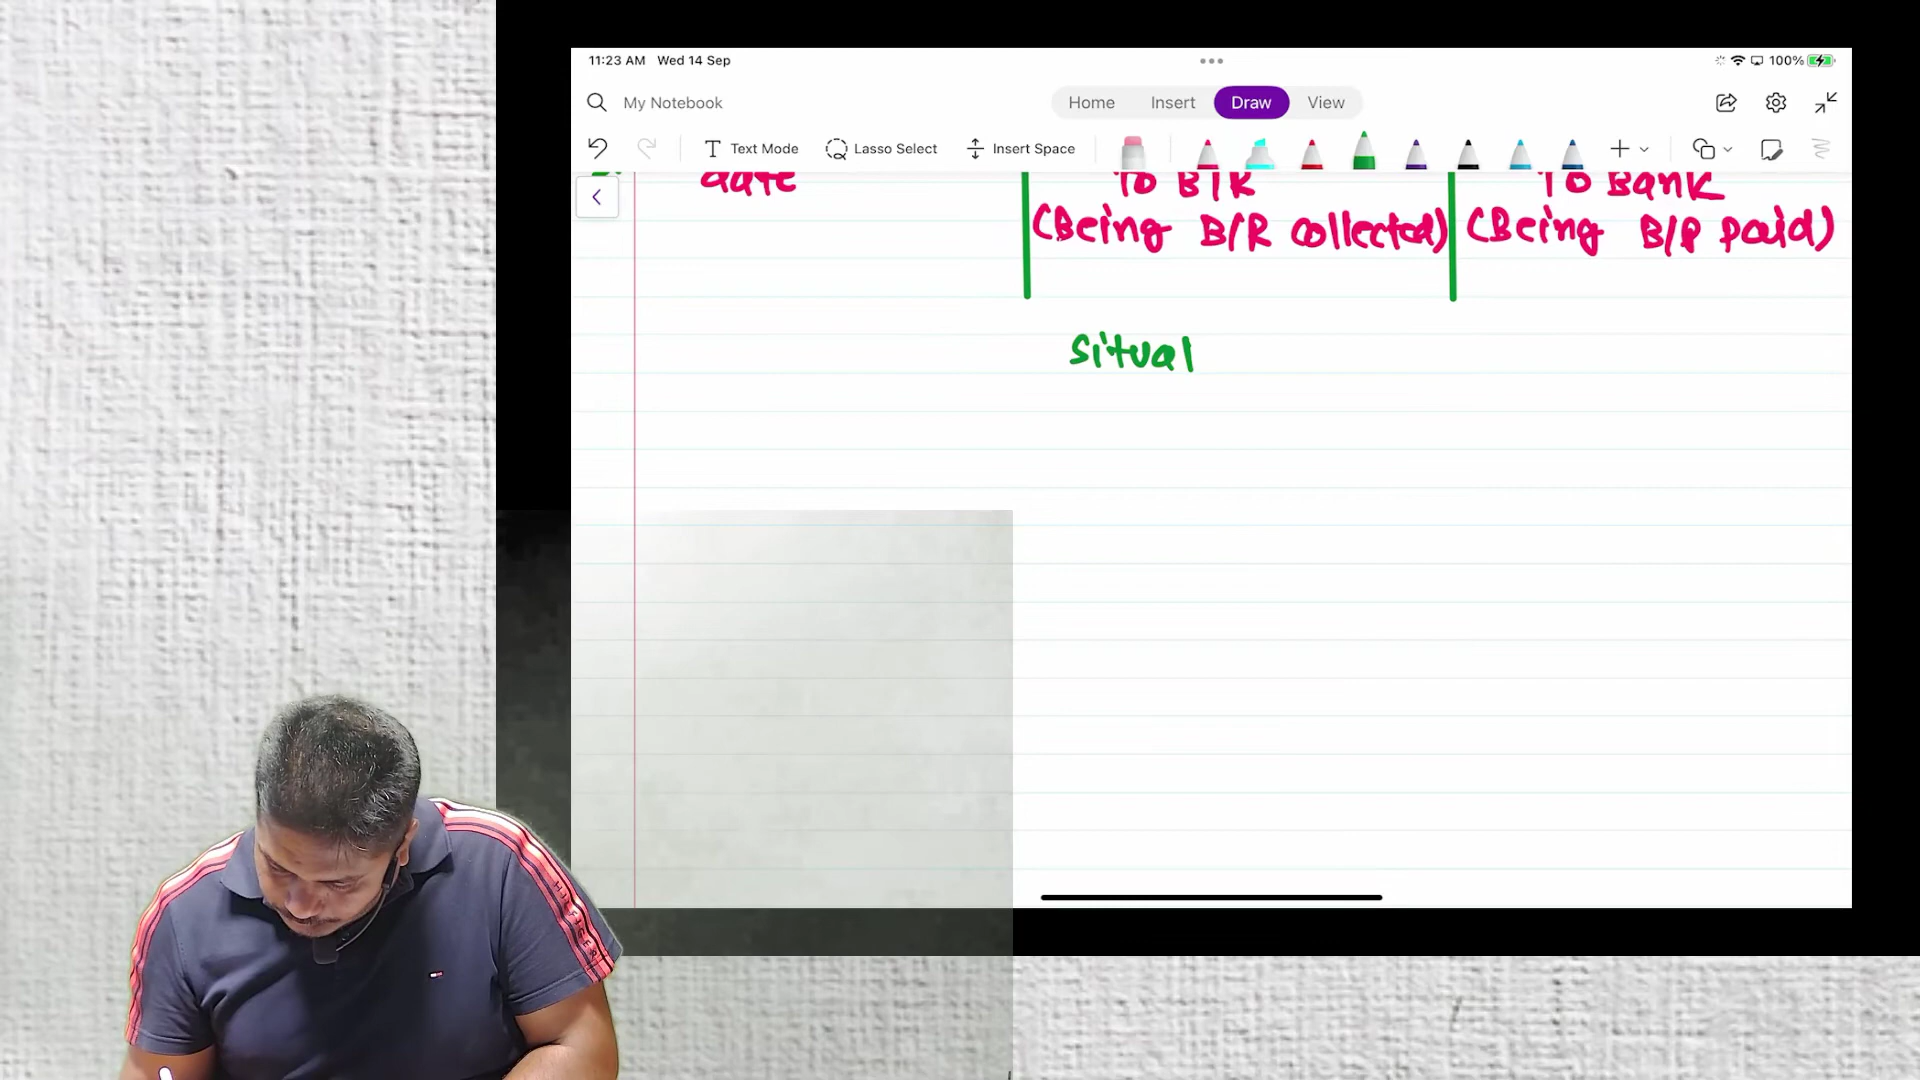 11:23 AM Wed 14 Sep 100%
My Notebook Home Insert Draw View
Text Mode Lasso Select Insert Space
date To B/R To Bank
(Being B/R collected) (Being B/P paid)
Situal